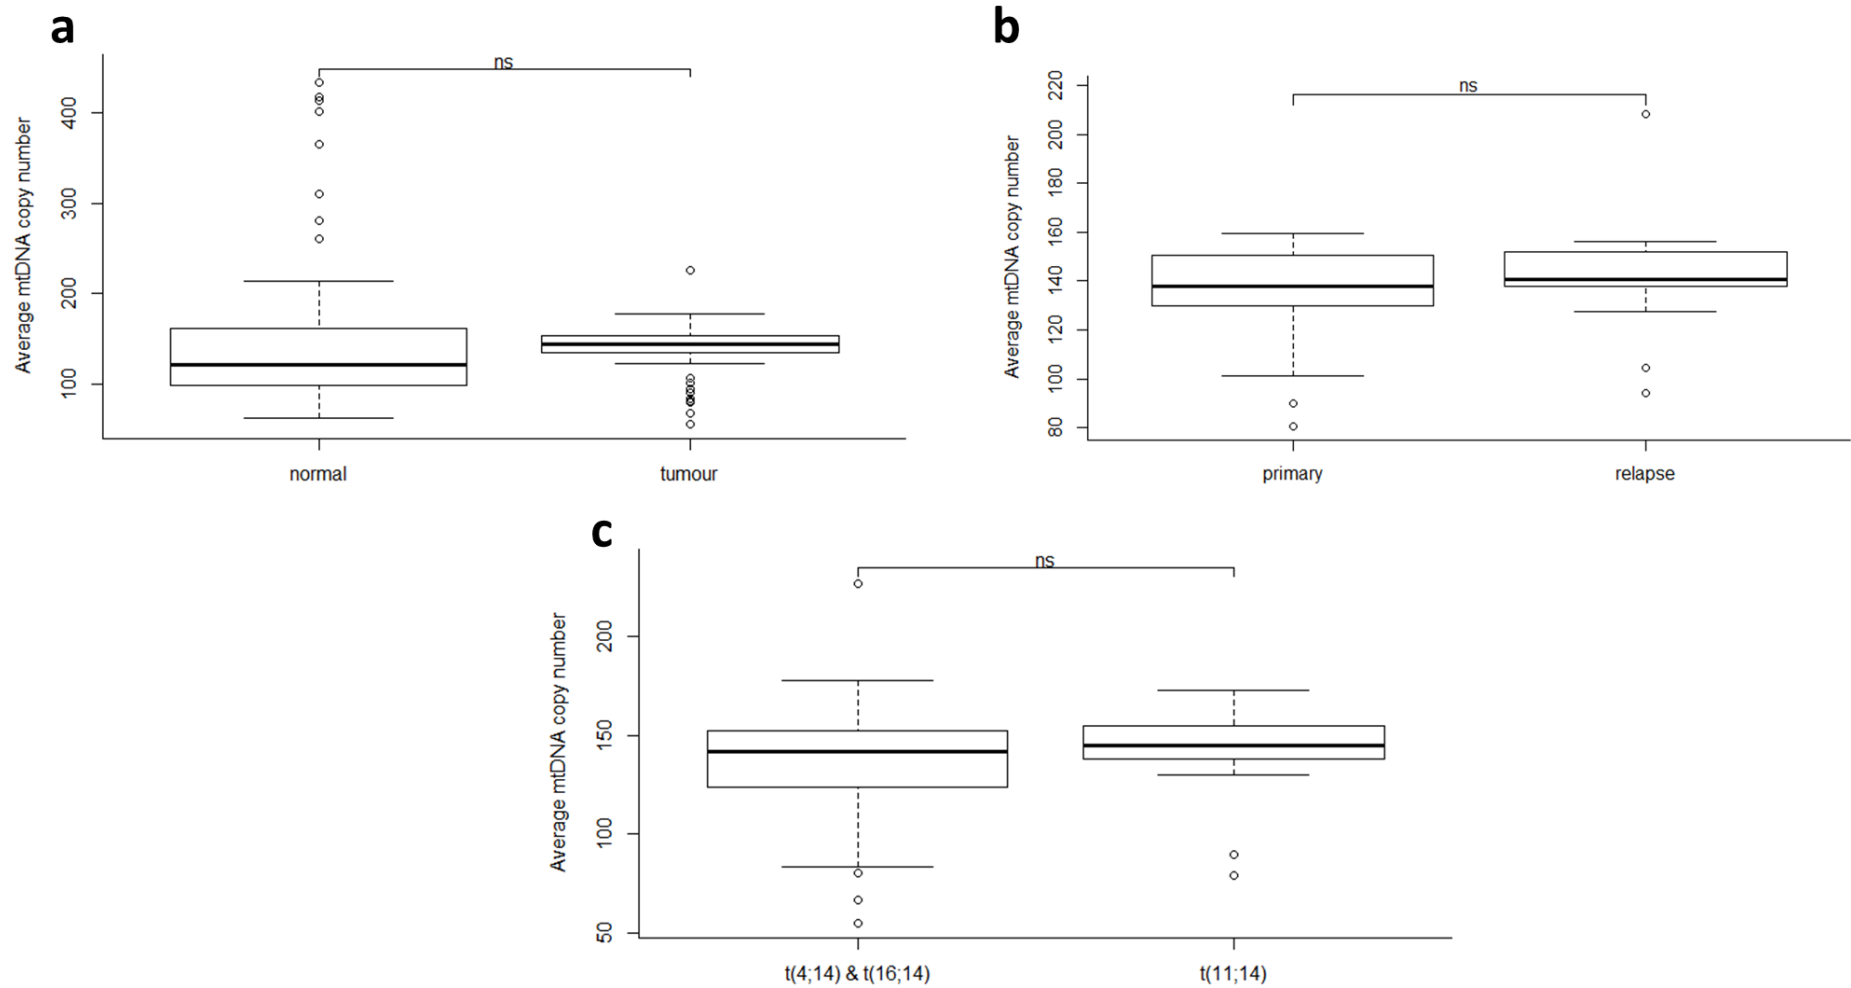 a
ns
Average mtDNA copy number
400
300
200
100
normal
tumour
b
ns
Average mtDNA copy number
220
200
180
160
140
120
100
80
primary
relapse
c
ns
Average mtDNA copy number
200
150
100
50
t(4;14) & t(16;14)
t(11;14)